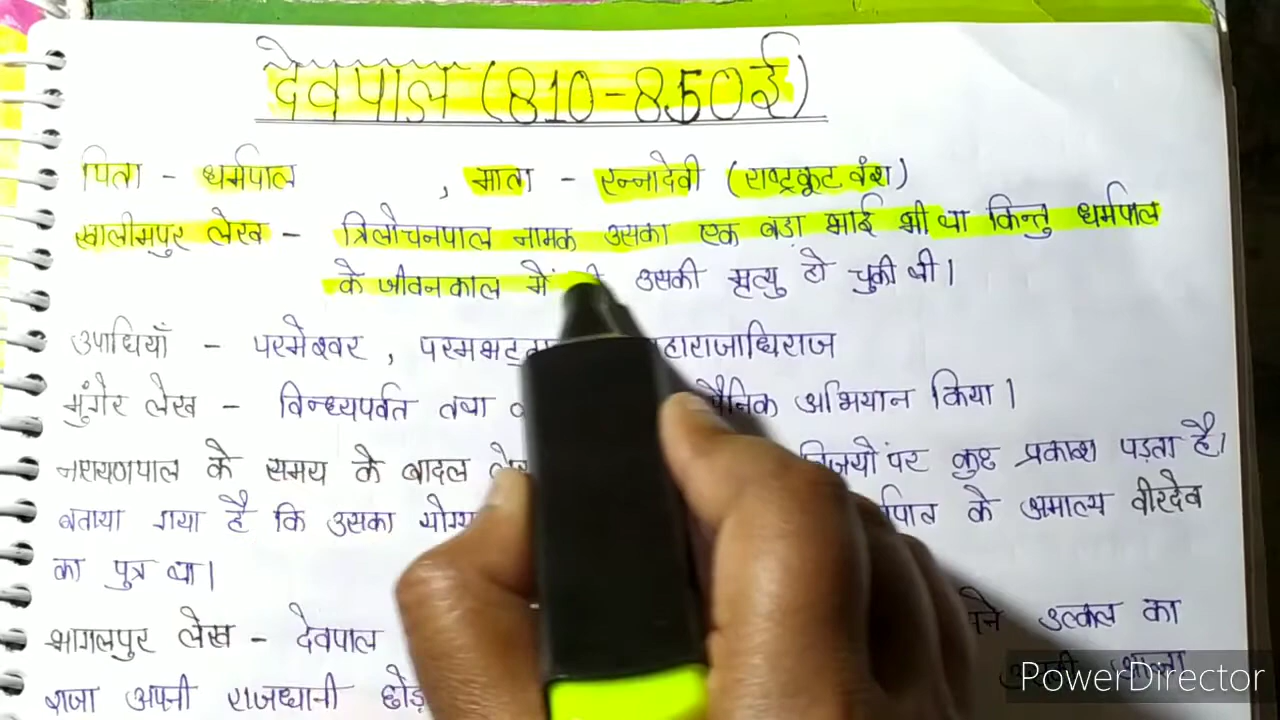 देवपाल (810-850ई)
पिता - धर्मपाल , माता - रन्नादेवी (राष्ट्रकूट वंश)
खालीमपुर लेख - त्रिलोचनपाल नामक उसका एक बड़ा भाई भी था किन्तु धर्मपाल
के जीवनकाल में उसकी मृत्यु हो चुकी थी।
उपाधियाँ - परमेश्वर , महाराजाधिराज
मुंगेर लेख - विन्ध्यपर्वत तथा सैनिक अभियान किया।
नारायणपाल के समय के बादल पर कुछ प्रकाश पड़ता है।
बताया गया है कि उसका के अमात्य वीरदेव
का पुत्र था।
भागलपुर लेख - देवपाल उत्कल का
राजा अपनी राजधानी
PowerDirector